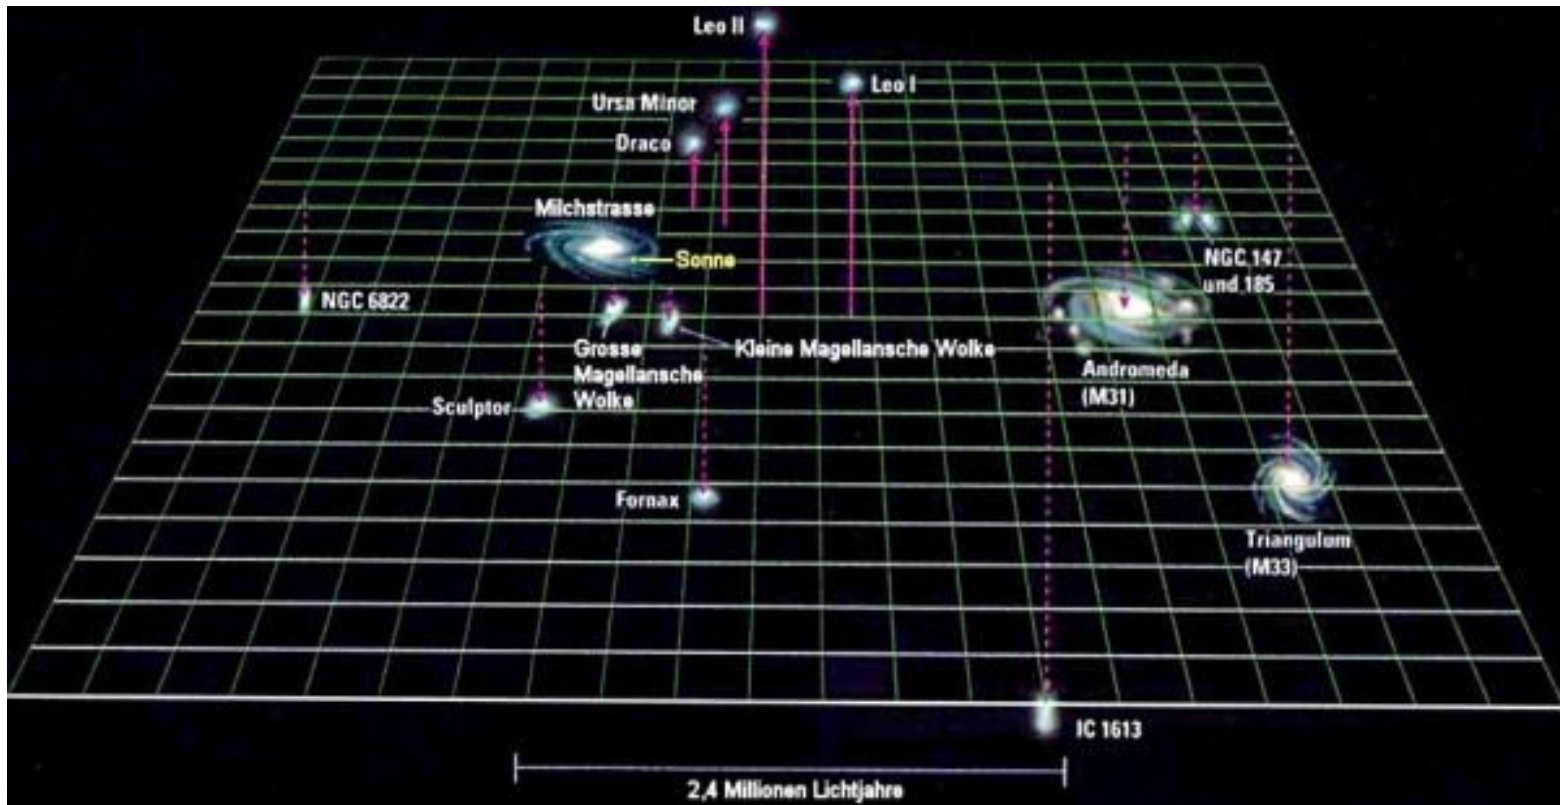 Leo II
Leo I
Ursa Minor
Draco
Milchstrasse
Sonne
NGC 147
und 185
NGC 6822
Grosse
Magellansche
Wolke
Kleine Magellansche Wolke
Andromeda
(M31)
Sculptor
Fornax
Triangulum
(M33)
IC 1613
2,4 Millionen Lichtjahre